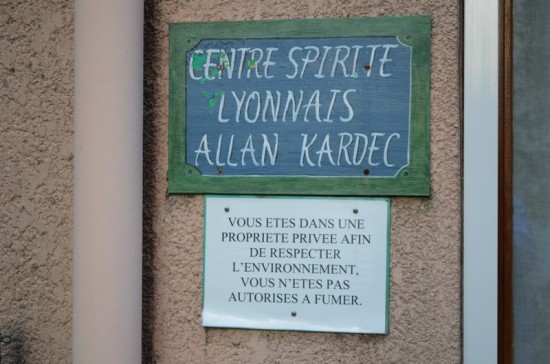 CENTRE SPIRITE
LYONNAIS
ALLAN KARDEC
VOUS ETES DANS UNE
PROPRIETE PRIVEE AFIN
DE RESPECTER
L'ENVIRONNEMENT,
VOUS N'ETES PAS
AUTORISES A FUMER.